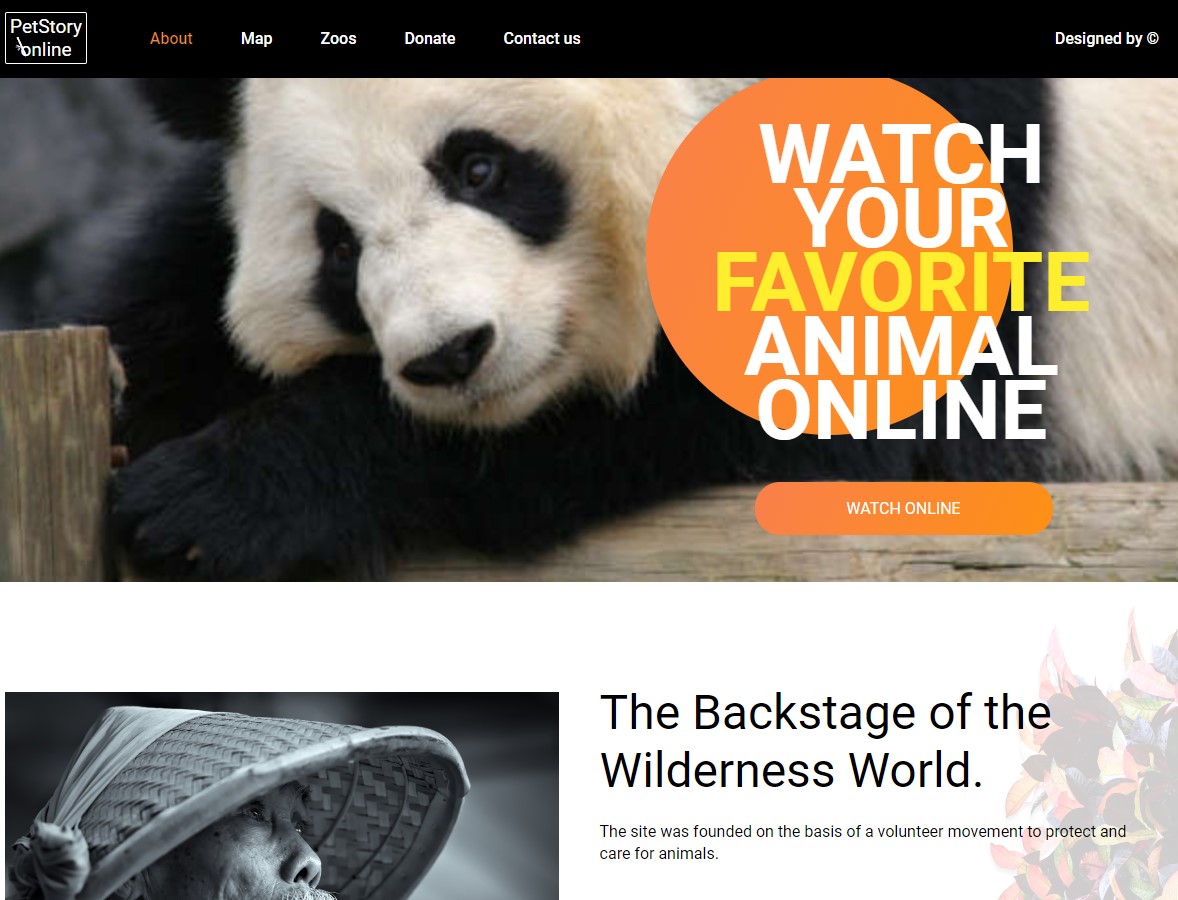 PetStory
online
About
Map
Zoos
Donate
Contact us
Designed by ©
WATCH
YOUR
FAVORITE
ANIMAL
ONLINE
WATCH ONLINE
The Backstage of the
Wilderness World.
The site was founded on the basis of a volunteer movement to protect and
care for animals.